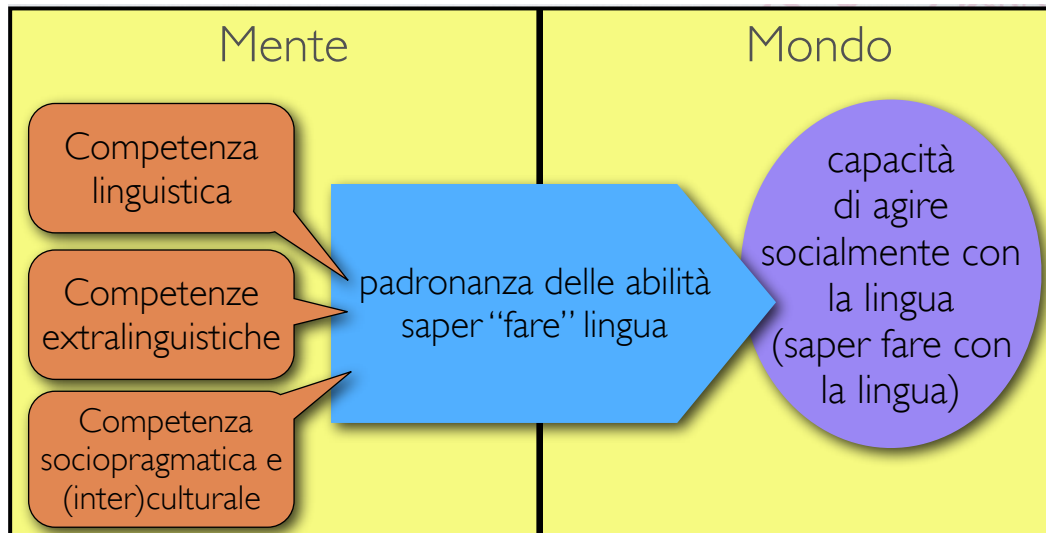 Mente
Mondo
Competenza
linguistica
Competenze
extralinguistiche
Competenza
sociopragmatica e
(inter)culturale
padronanza delle abilità
saper “fare” lingua
capacità
di agire
socialmente con
la lingua
(saper fare con
la lingua)